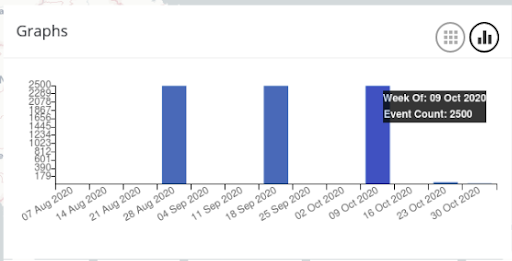 Graphs
2500
2289
2078
1867
1656
1445
1234
1023
812
601
390
179
Week Of: 09 Oct 2020
Event Count: 2500
07 Aug 2020
14 Aug 2020
21 Aug 2020
28 Aug 2020
04 Sep 2020
11 Sep 2020
18 Sep 2020
25 Sep 2020
02 Oct 2020
09 Oct 2020
16 Oct 2020
23 Oct 2020
30 Oct 2020